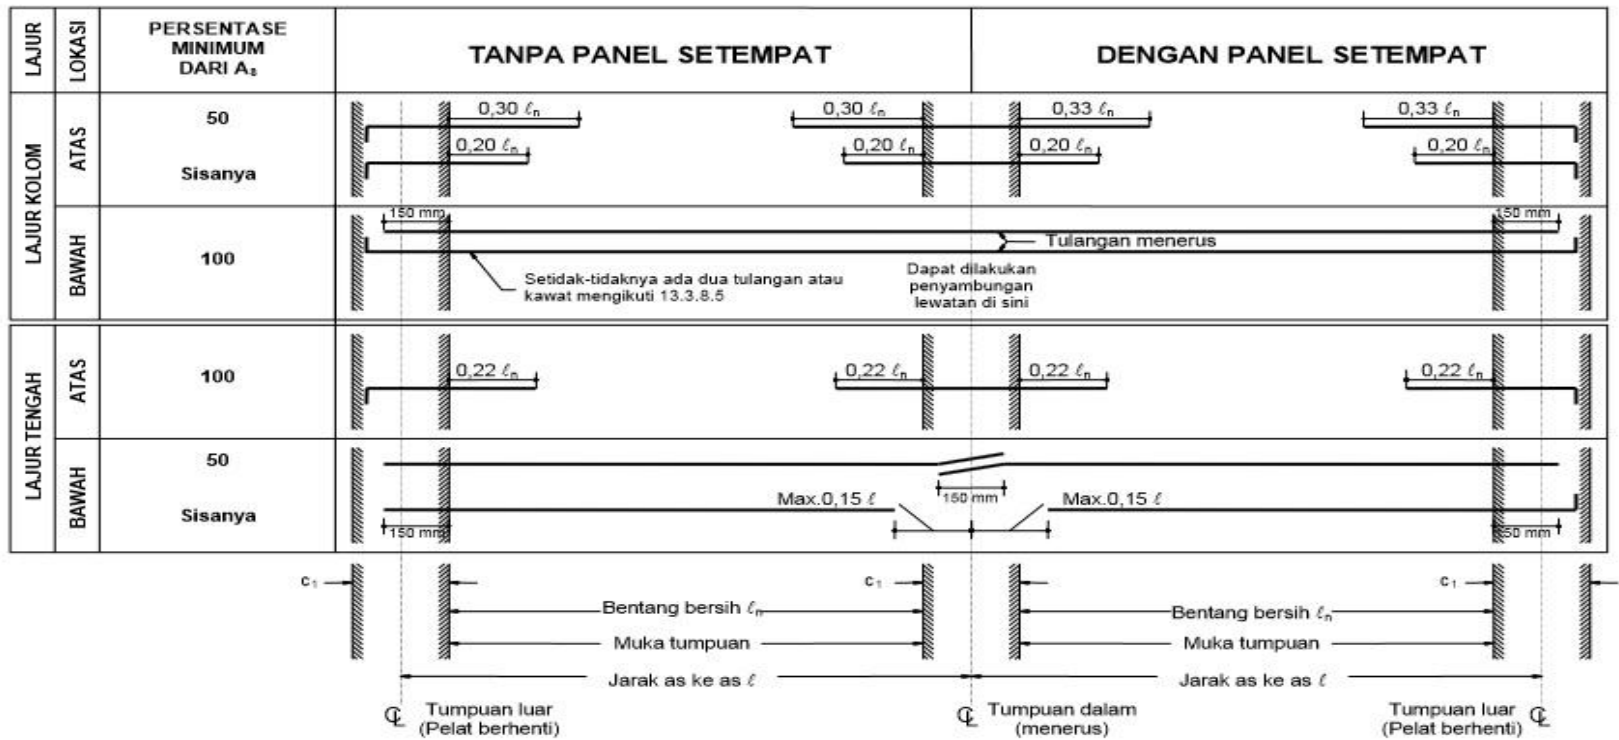 LAJUR
LOKASI
PERSENTASE
MINIMUM
DARI Aₛ
TANPA PANEL SETEMPAT
DENGAN PANEL SETEMPAT
LAJUR KOLOM
ATAS
50
Sisanya
0,30 ℓₙ
0,30 ℓₙ
0,33 ℓₙ
0,33 ℓₙ
0,20 ℓₙ
0,20 ℓₙ
0,20 ℓₙ
0,20 ℓₙ
BAWAH
100
150 mm
150 mm
Tulangan menerus
Setidak-tidaknya ada dua tulangan atau
kawat mengikuti 13.3.8.5
Dapat dilakukan
penyambungan
lewatan di sini
LAJUR TENGAH
ATAS
100
0,22 ℓₙ
0,22 ℓₙ
0,22 ℓₙ
0,22 ℓₙ
BAWAH
50
Sisanya
150 mm
Max.0,15 ℓ
Max.0,15 ℓ
150 mm
150 mm
c₁
c₁
c₁
Bentang bersih ℓₙ
Bentang bersih ℓₙ
Muka tumpuan
Muka tumpuan
Jarak as ke as ℓ
Jarak as ke as ℓ
℄ Tumpuan luar
(Pelat berhenti)
℄ Tumpuan dalam
(menerus)
Tumpuan luar ℄
(Pelat berhenti)